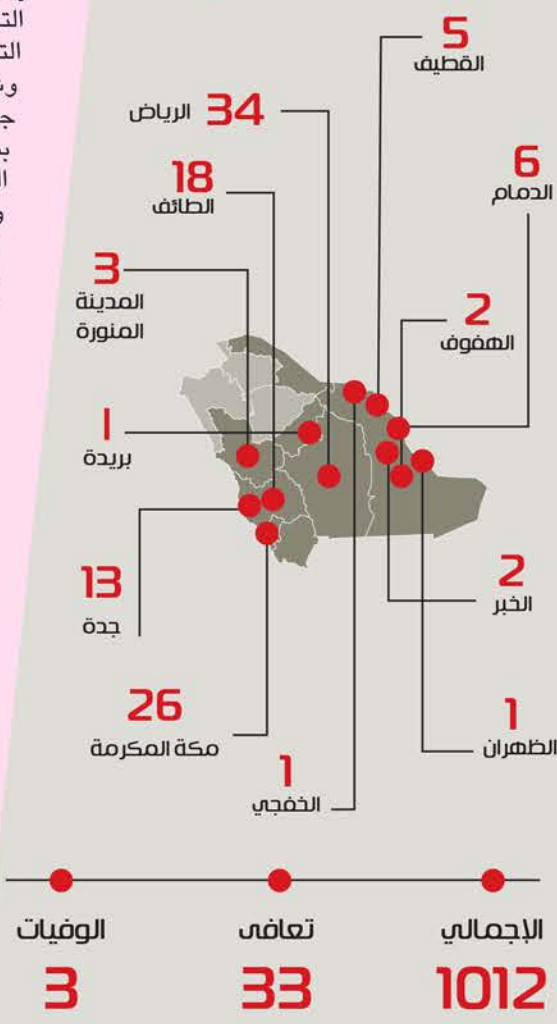 5
القطيف
34 الرياض
6
الدمام
18
الطائف
3
المدينة
المنورة
2
الهفوف
1
بريدة
2
الخبر
13
جدة
26
مكة المكرمة
1
الظهران
1
الخفجي
الإجمالي
1012
تعافى
33
الوفيات
3